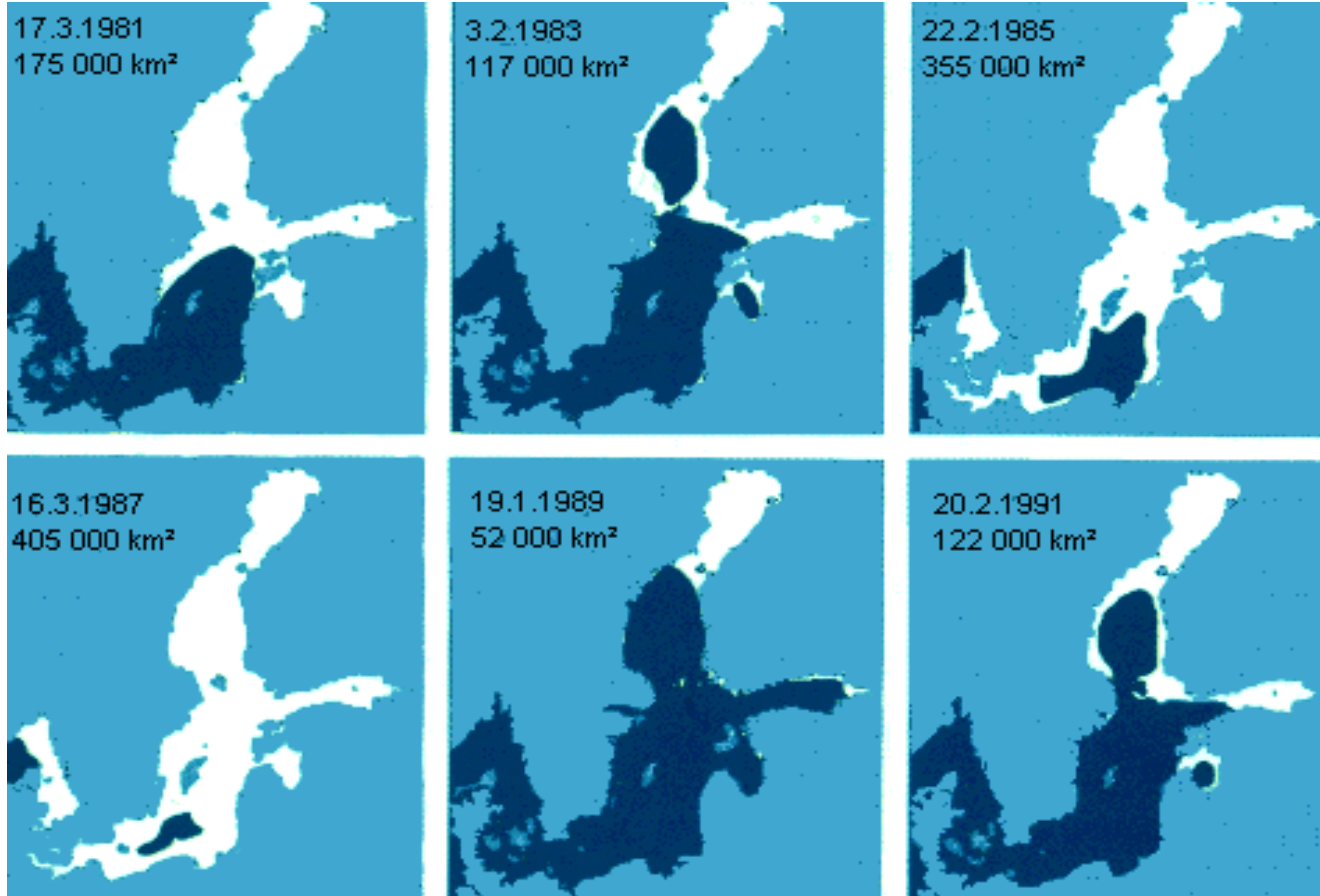 17.3.1981
175 000 km²
3.2.1983
117 000 km²
22.2.1985
355 000 km²
16.3.1987
405 000 km²
19.1.1989
52 000 km²
20.2.1991
122 000 km²